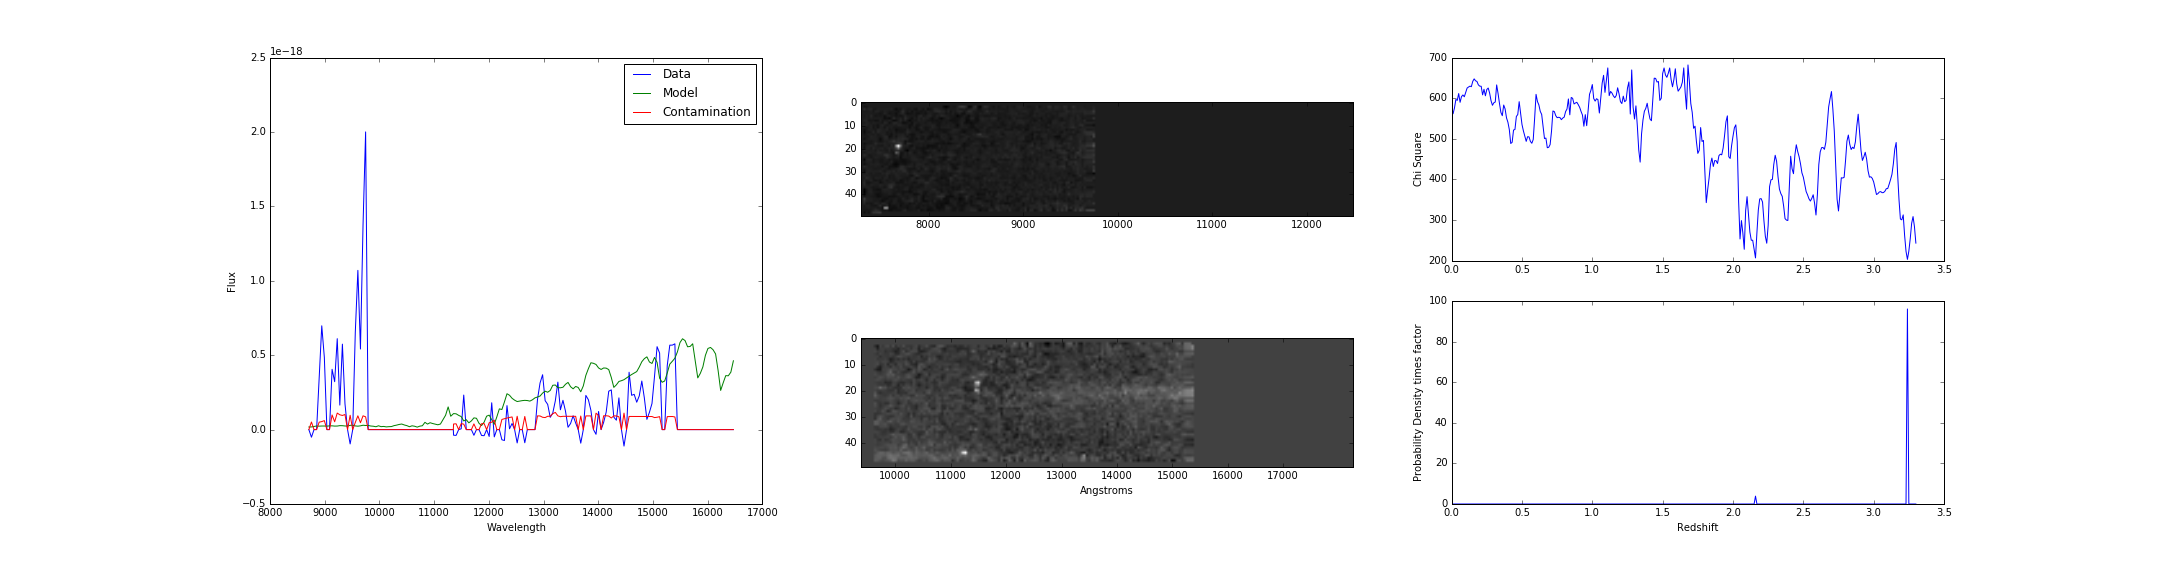 1e−18
2.5
2.0
1.5
1.0
0.5
0.0
−0.5
Flux
8000 9000 10000 11000 12000 13000 14000 15000 16000 17000
Wavelength
Data
Model
Contamination
0
10
20
30
40
8000 9000 10000 11000 12000
0
10
20
30
40
10000 11000 12000 13000 14000 15000 16000 17000
Angstroms
700
600
500
400
300
200
Chi Square
0.0 0.5 1.0 1.5 2.0 2.5 3.0 3.5
100
80
60
40
20
0
Probability Density times factor
0.0 0.5 1.0 1.5 2.0 2.5 3.0 3.5
Redshift